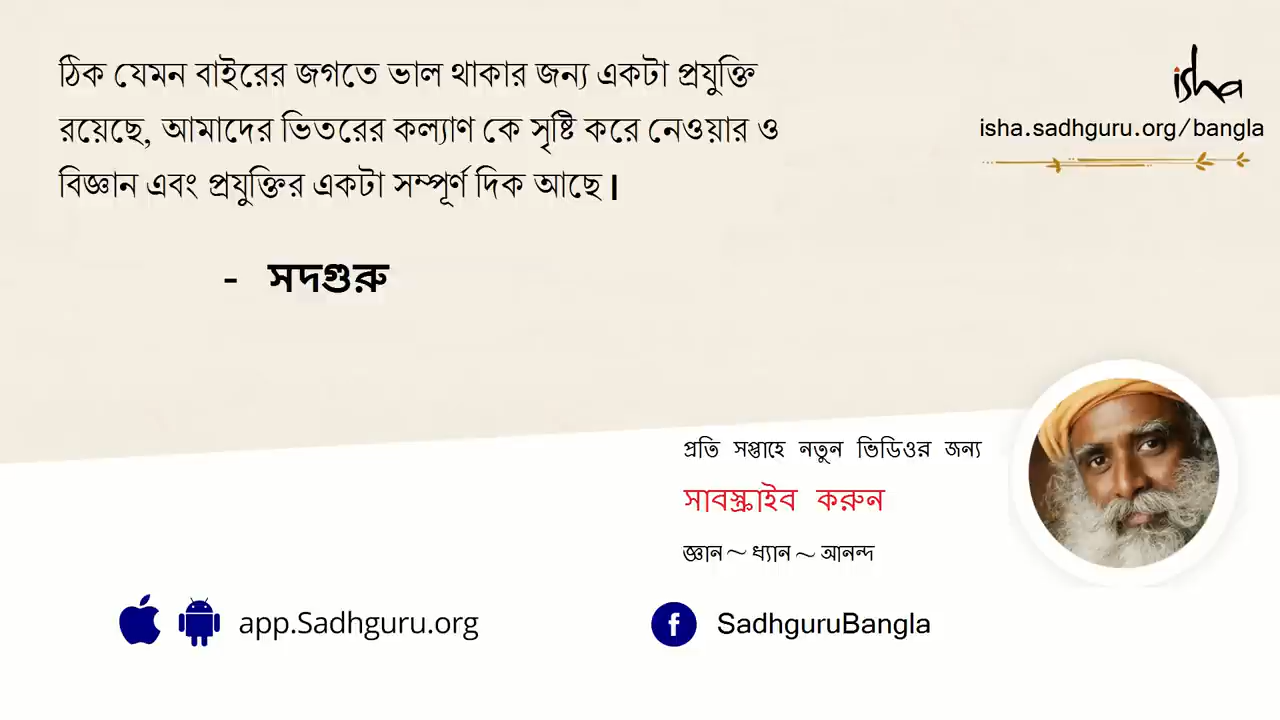 ঠিক যেমন বাইরের জগতে ভাল থাকার জন্য একটা প্রযুক্তি
রয়েছে, আমাদের ভিতরের কল্যাণ কে সৃষ্টি করে নেওয়ার ও
বিজ্ঞান এবং প্রযুক্তির একটা সম্পূর্ণ দিক আছে।
- সদগুরু
isha
isha.sadhguru.org/bangla
প্রতি সপ্তাহে নতুন ভিডিওর জন্য
সাবস্ক্রাইব করুন
জ্ঞান ~ ধ্যান ~ আনন্দ
app.Sadhguru.org
f SadhguruBangla